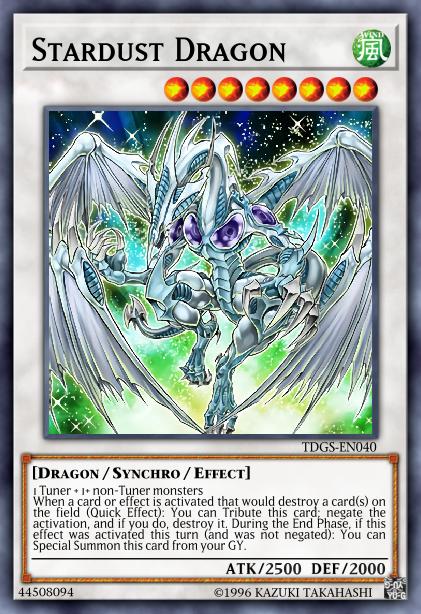 STARDUST DRAGON
WIND
風
TDGS-EN040
[DRAGON / SYNCHRO / EFFECT]
1 Tuner + 1+ non-Tuner monsters
When a card or effect is activated that would destroy a card(s) on
the field (Quick Effect): You can Tribute this card; negate the
activation, and if you do, destroy it. During the End Phase, if this
effect was activated this turn (and was not negated): You can
Special Summon this card from your GY.
ATK/2500 DEF/2000
44508094
©1996 KAZUKI TAKAHASHI